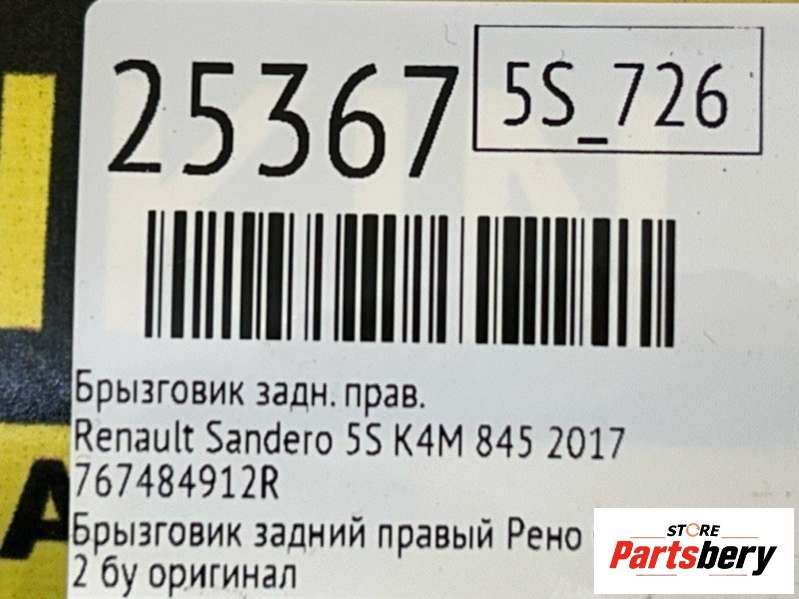 25367
5S_726
Брызговик задн. прав.
Renault Sandero 5S K4M 845 2017
767484912R
Брызговик задний правый Рено
2 бу оригинал
STORE
Partsbery